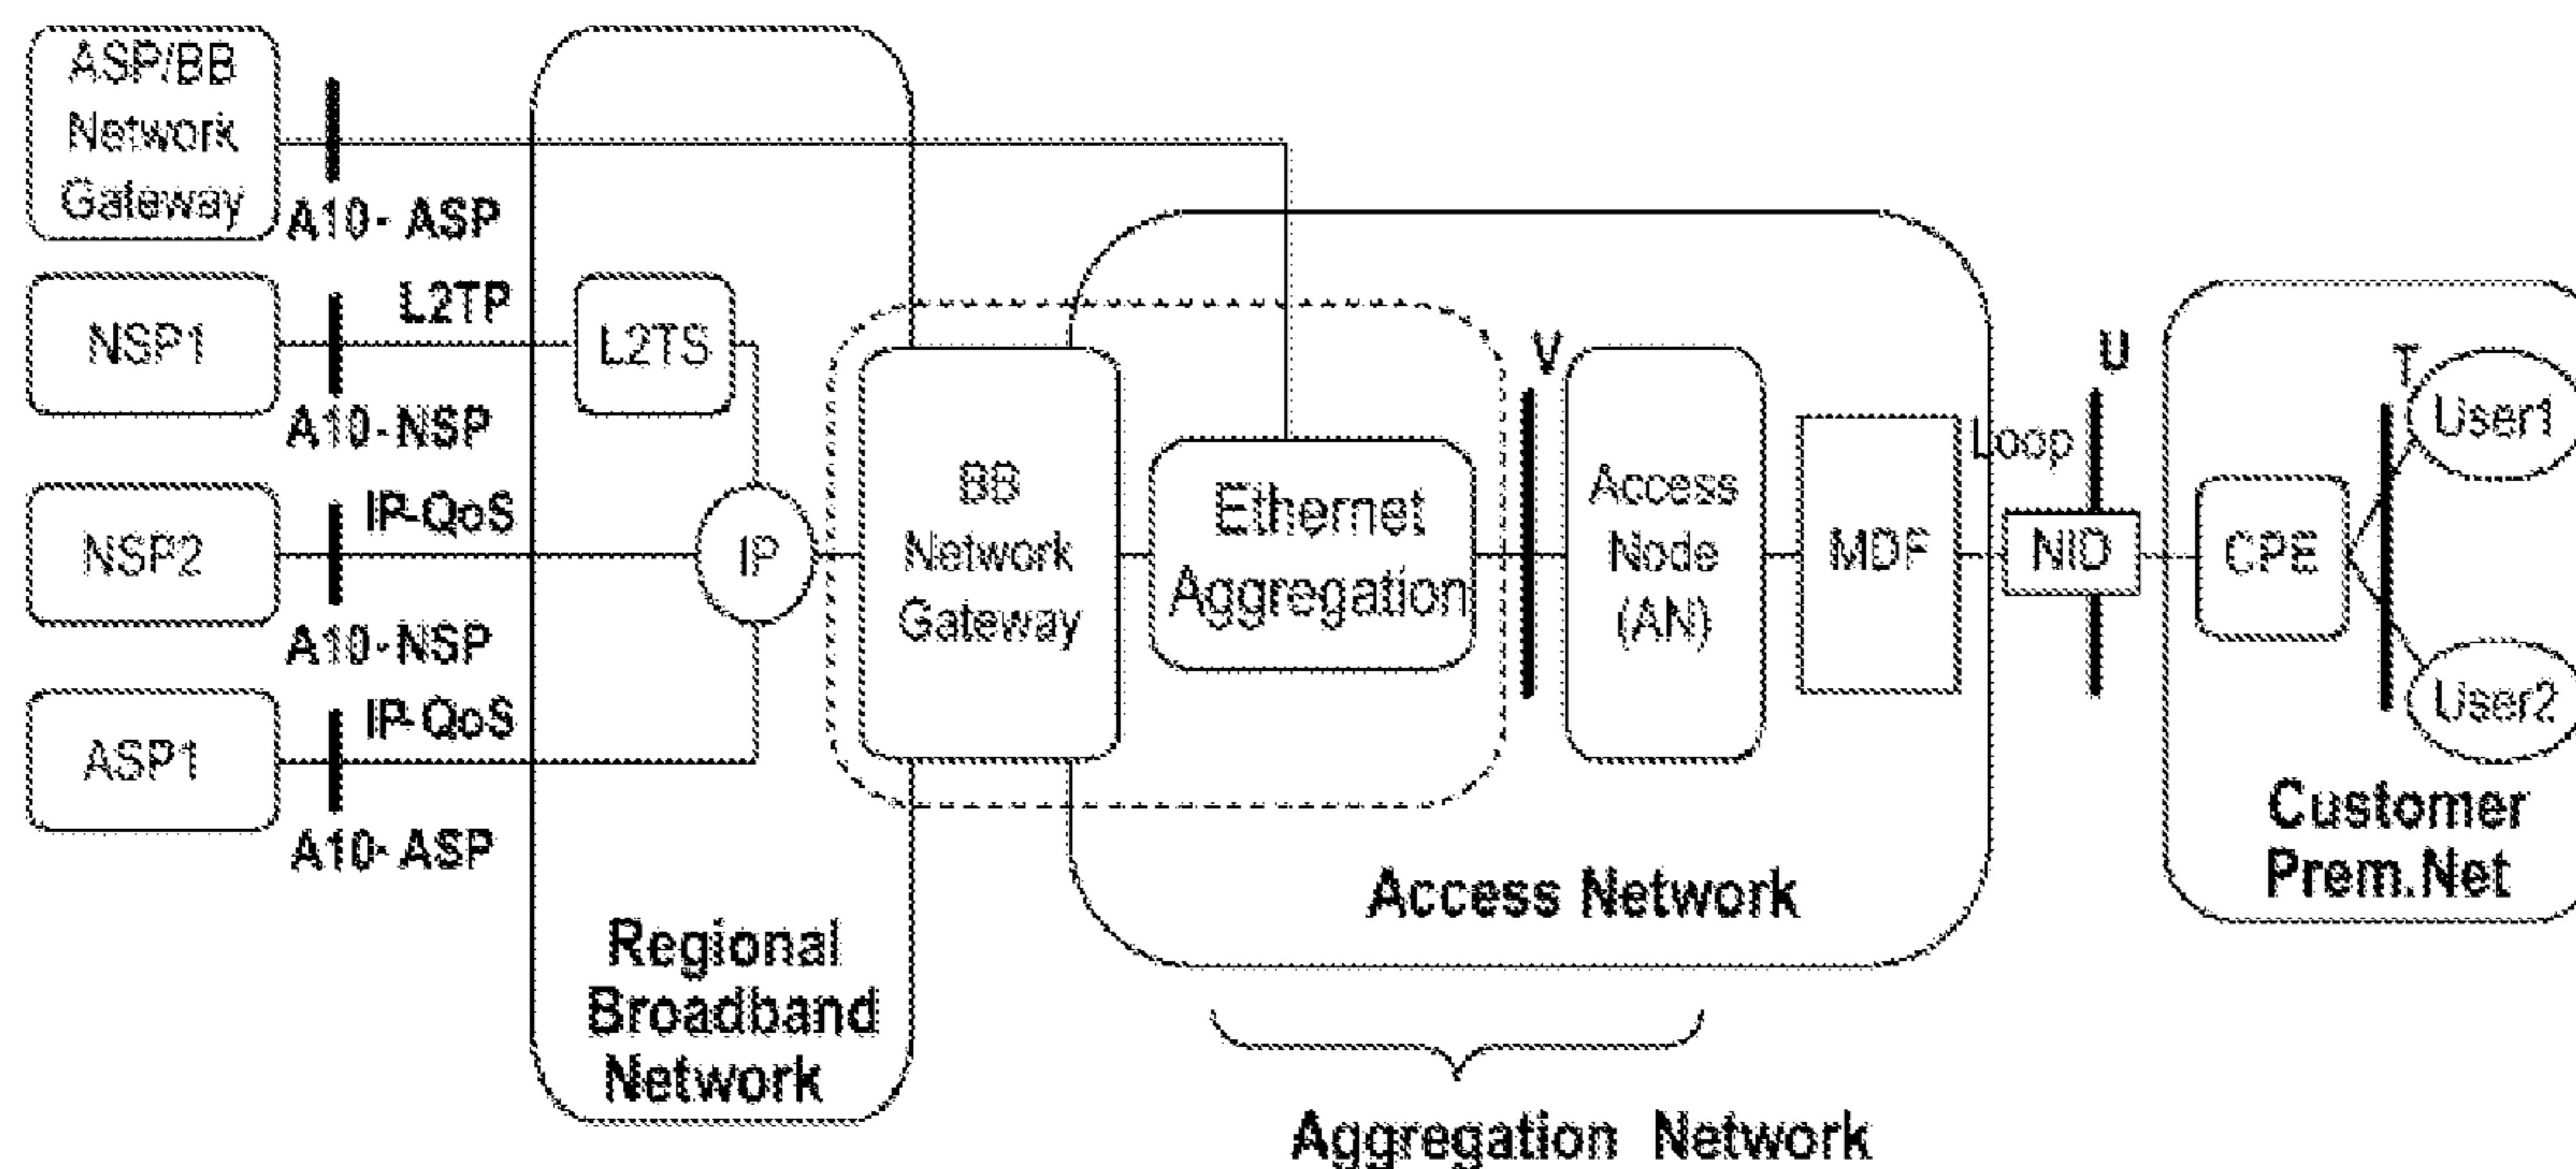 ASP/BB
Network
Gateway
A10- ASP
NSP1
L2TP
A10-NSP
L2TS
NSP2
IP-QoS
A10-NSP
IP
ASP1
IP-QoS
A10- ASP
Regional
Broadband
Network
BB
Network
Gateway
Ethernet
Aggregation
V
Access
Node
(AN)
MDF
Loop
U
NID
CPE
T
User1
User2
Customer
Prem.Net
Access Network
Aggregation Network